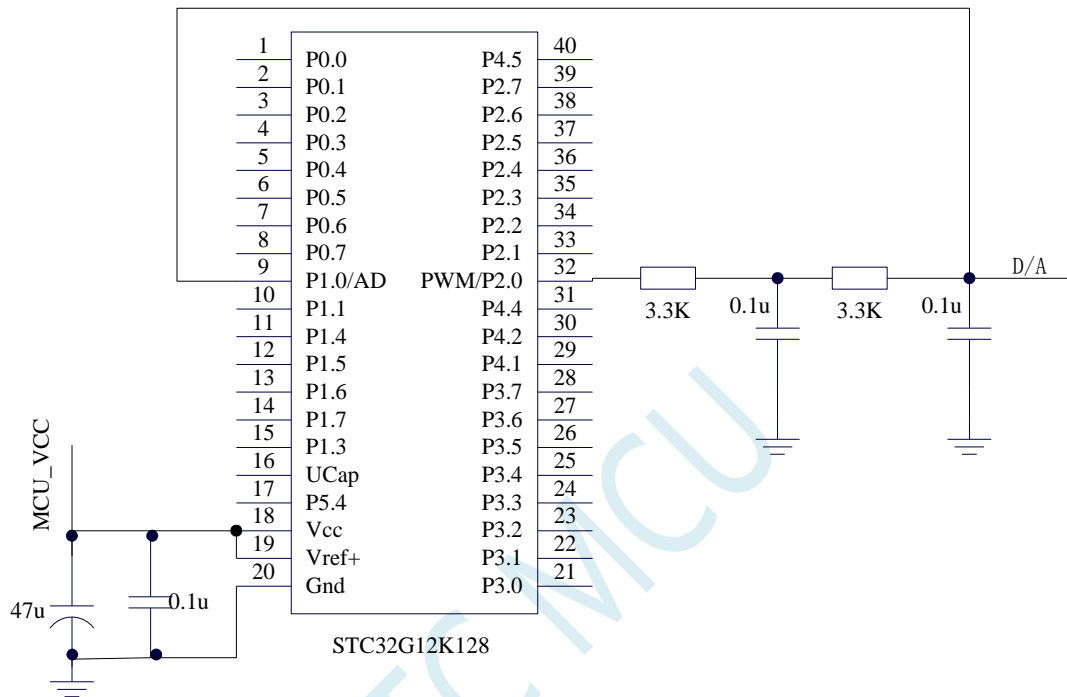 1 P0.0 P4.5 40
2 P0.1 P2.7 39
3 P0.2 P2.6 38
4 P0.3 P2.5 37
5 P0.4 P2.4 36
6 P0.5 P2.3 35
7 P0.6 P2.2 34
8 P0.7 P2.1 33
9 P1.0/AD PWM/P2.0 32
10 P1.1 P4.4 31
11 P1.4 P4.2 30
12 P1.5 P4.1 29
13 P1.6 P3.7 28
14 P1.7 P3.6 27
15 P1.3 P3.5 26
16 UCap P3.4 25
17 P5.4 P3.3 24
18 Vcc P3.2 23
19 Vref+ P3.1 22
20 Gnd P3.0 21
STC32G12K128
D/A
3.3K
0.1u
3.3K
0.1u
MCU_VCC
47u
0.1u
MCU